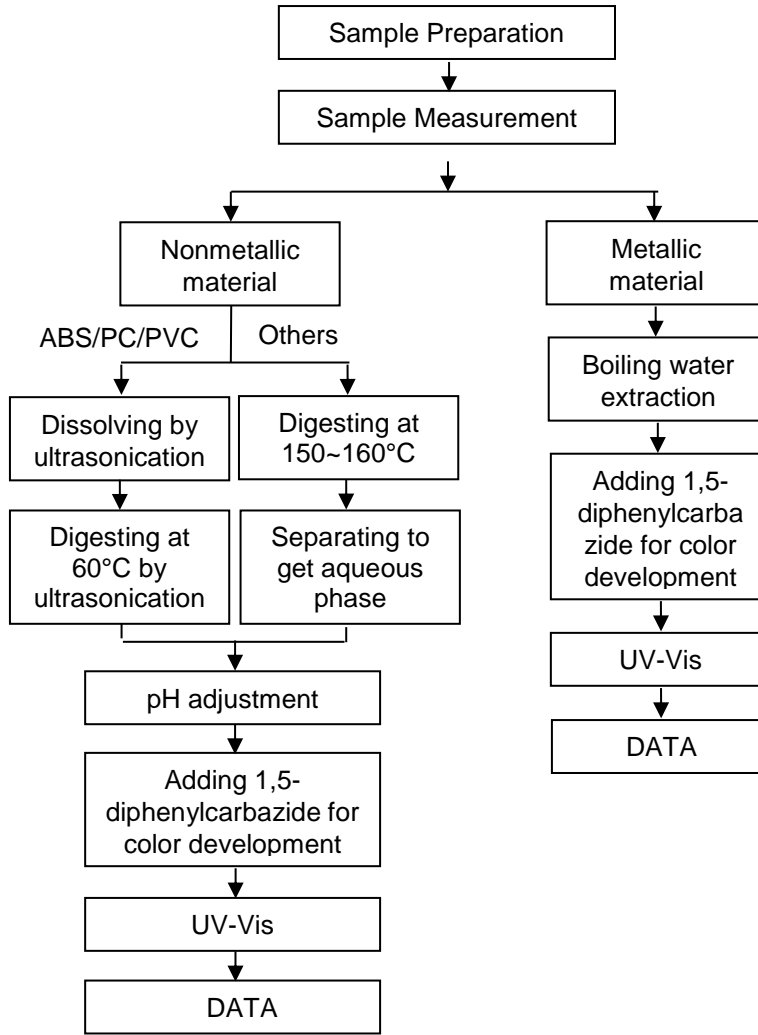 Sample Preparation
Sample Measurement
Nonmetallic
material
ABS/PC/PVC
Others
Dissolving by
ultrasonication
Digesting at
60°C by
ultrasonication
Digesting at
150~160°C
Separating to
get aqueous
phase
pH adjustment
Adding 1,5-
diphenylcarbazide for
color development
UV-Vis
DATA
Metallic
material
Boiling water
extraction
Adding 1,5-
diphenylcarba
zide for color
development
UV-Vis
DATA